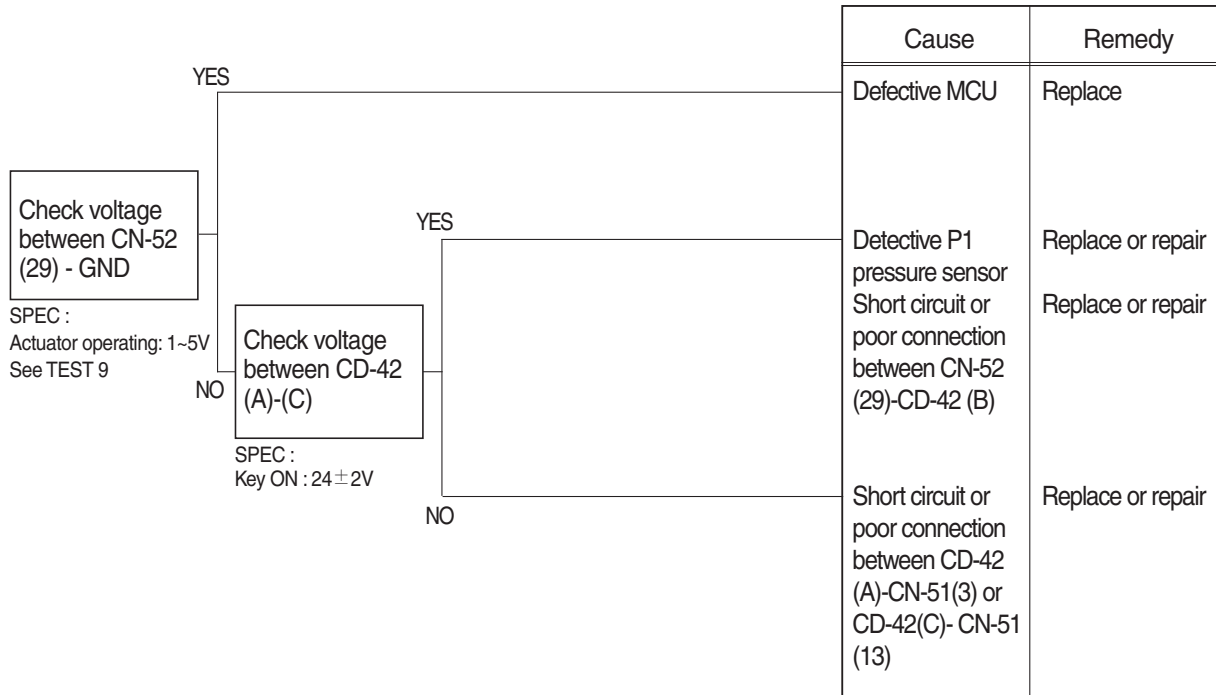 Cause
Remedy
YES
Defective MCU
Replace
Check voltage
between CN-52
(29) - GND
SPEC :
Actuator operating: 1~5V
See TEST 9
NO
YES
Detective P1
pressure sensor
Replace or repair
Short circuit or
poor connection
between CN-52
(29)-CD-42 (B)
Replace or repair
Check voltage
between CD-42
(A)-(C)
SPEC :
Key ON : 24±2V
NO
Short circuit or
poor connection
between CD-42
(A)-CN-51(3) or
CD-42(C)- CN-51
(13)
Replace or repair